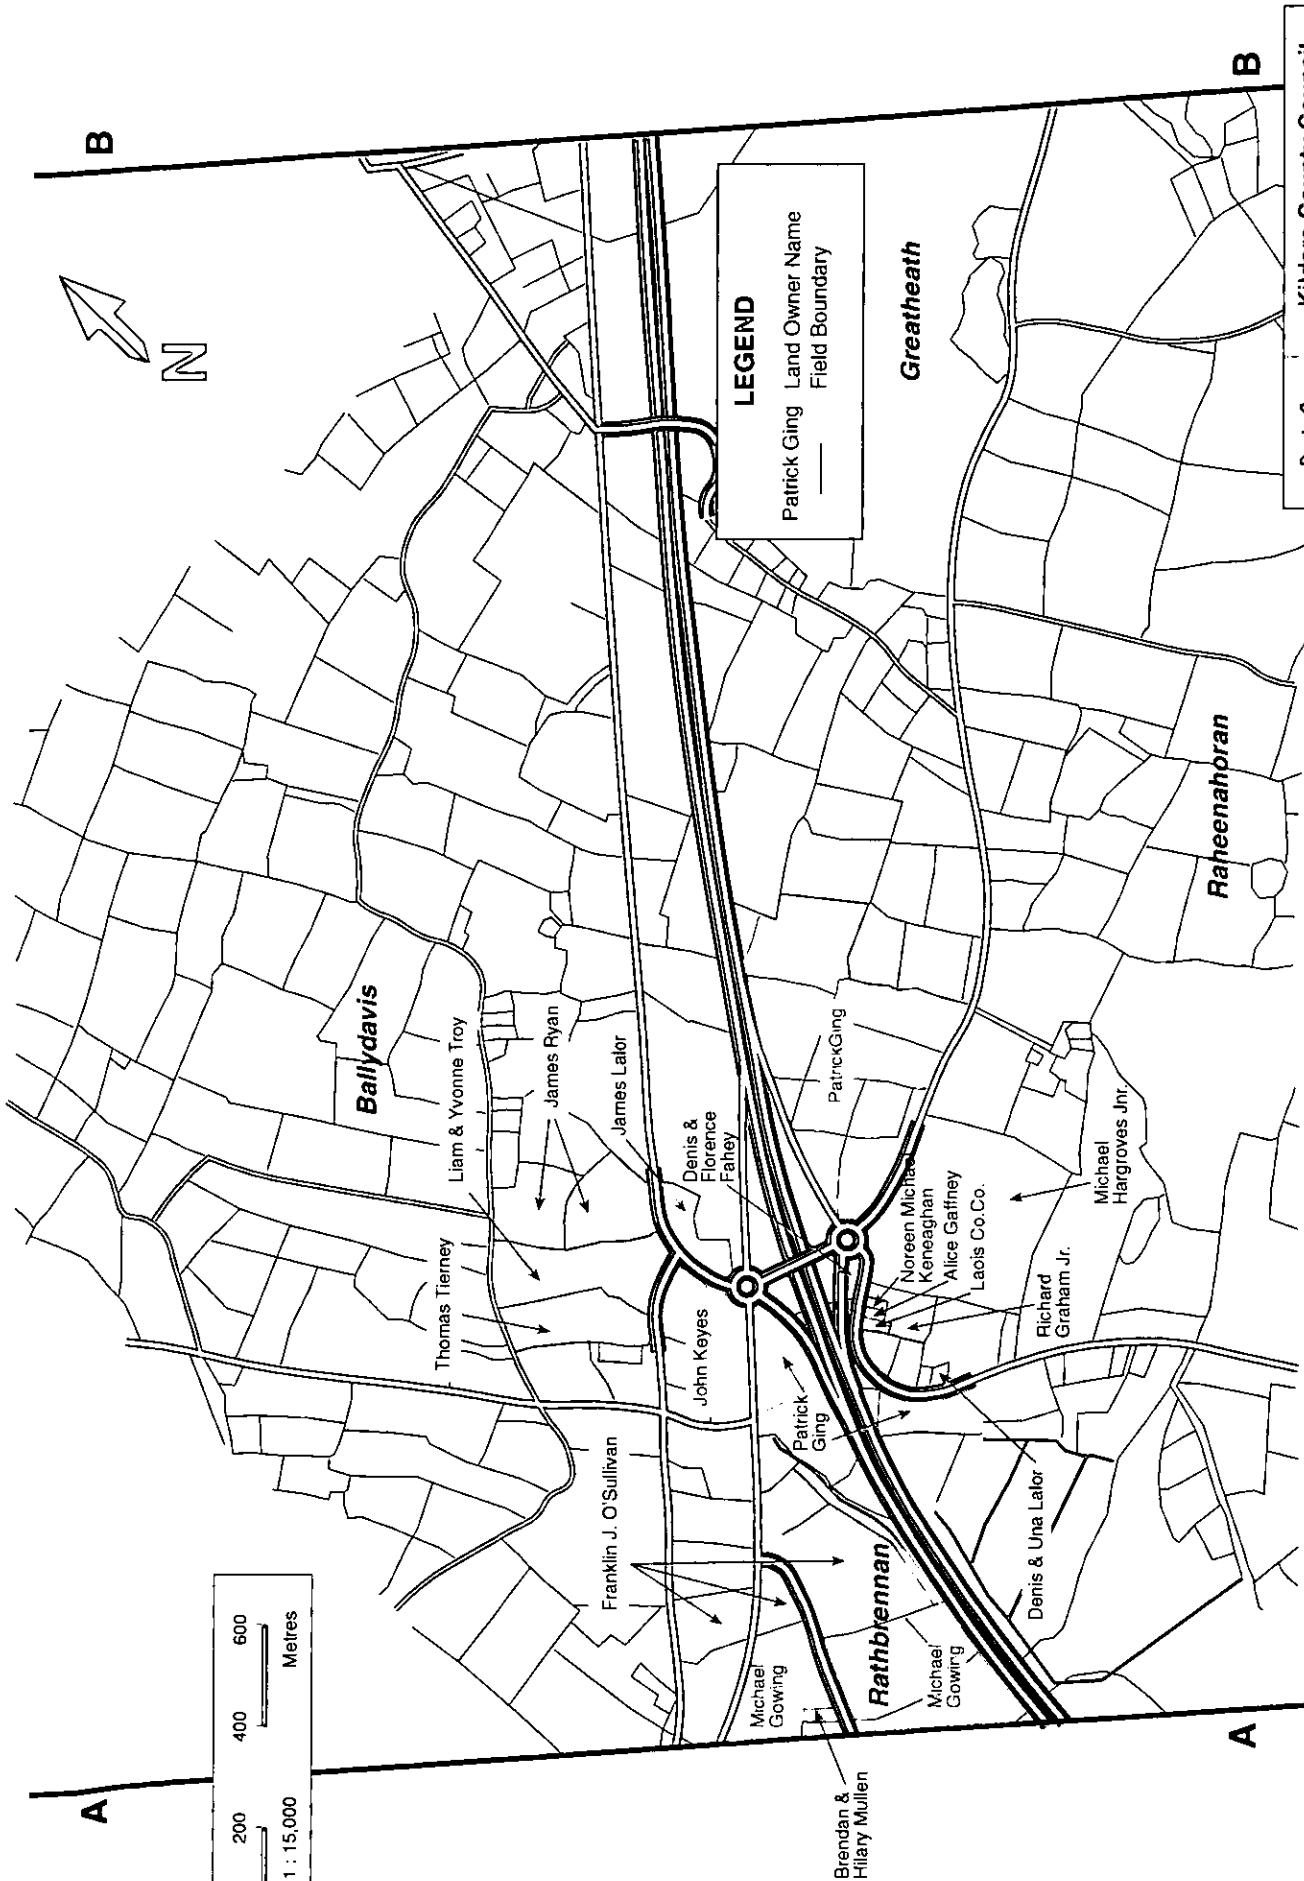 A
B
N
200
400
600
1 : 15,000
Metres
Ballydavis
Liam & Yvonne Troy
Thomas Tierney
James Ryan
James Lalor
Denis &
Florence
Fahey
John Keyes
Franklin J. O'Sullivan
Michael
Gowing
Brendan &
Hilary Mullen
Rathbrennan
Michael
Gowing
Patrick
Ging
PatrickGing
Noreen Michael
Keneaghan
Alice Gaffney
Laois Co.Co.
Richard
Graham Jr.
Michael
Hargroves Jnr.
Denis & Una Lalor
LEGEND
Patrick Ging Land Owner Name
Field Boundary
Greatheath
Raheenahoran
A
B
Kildare County Council